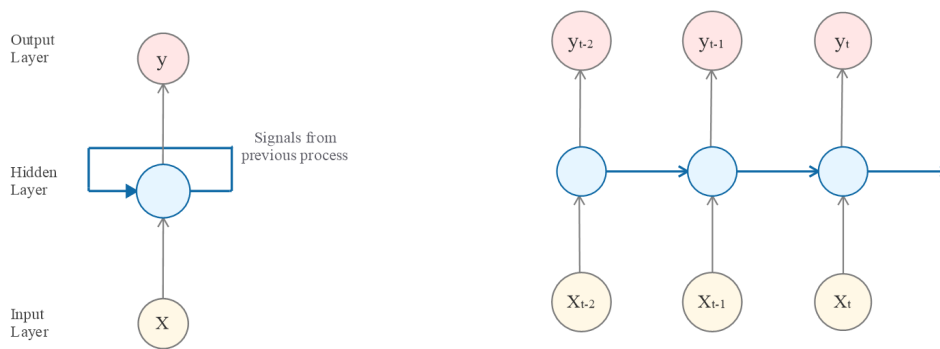 Output
Layer
y
Signals from
previous process
Hidden
Layer
Input
Layer
X
yt-2
yt-1
yt
Xt-2
Xt-1
Xt